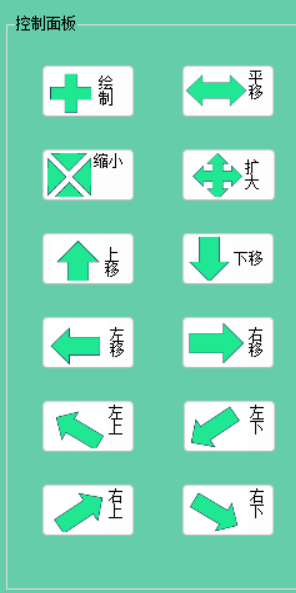 控制面板
绘制
平移
缩小
扩大
上移
下移
左移
右移
左上
左下
右上
右下